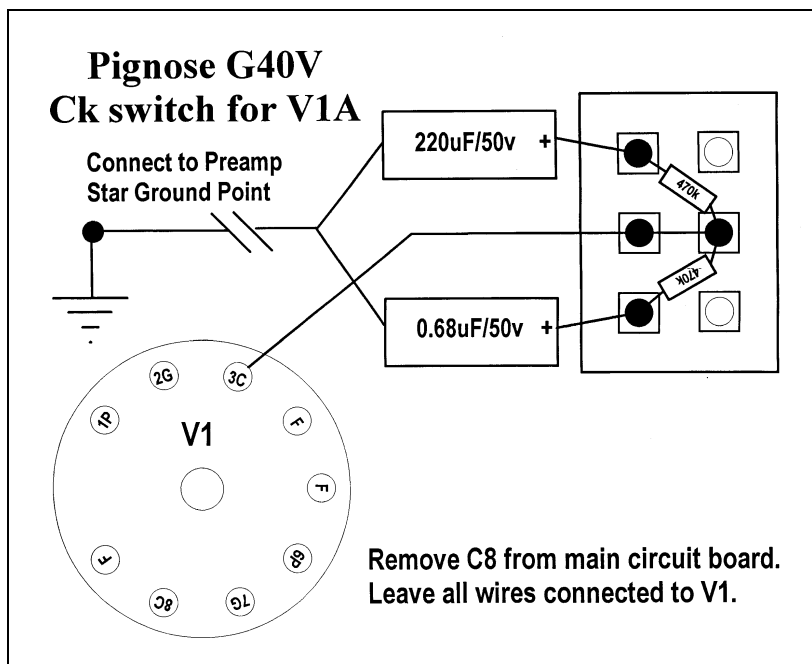 Pignose G40V
Ck switch for V1A
Connect to Preamp
Star Ground Point
220uF/50v +
470k
470k
0.68uF/50v +
2G
3C
1P
F
V1
F
F
6P
8C
7G
Remove C8 from main circuit board.
Leave all wires connected to V1.